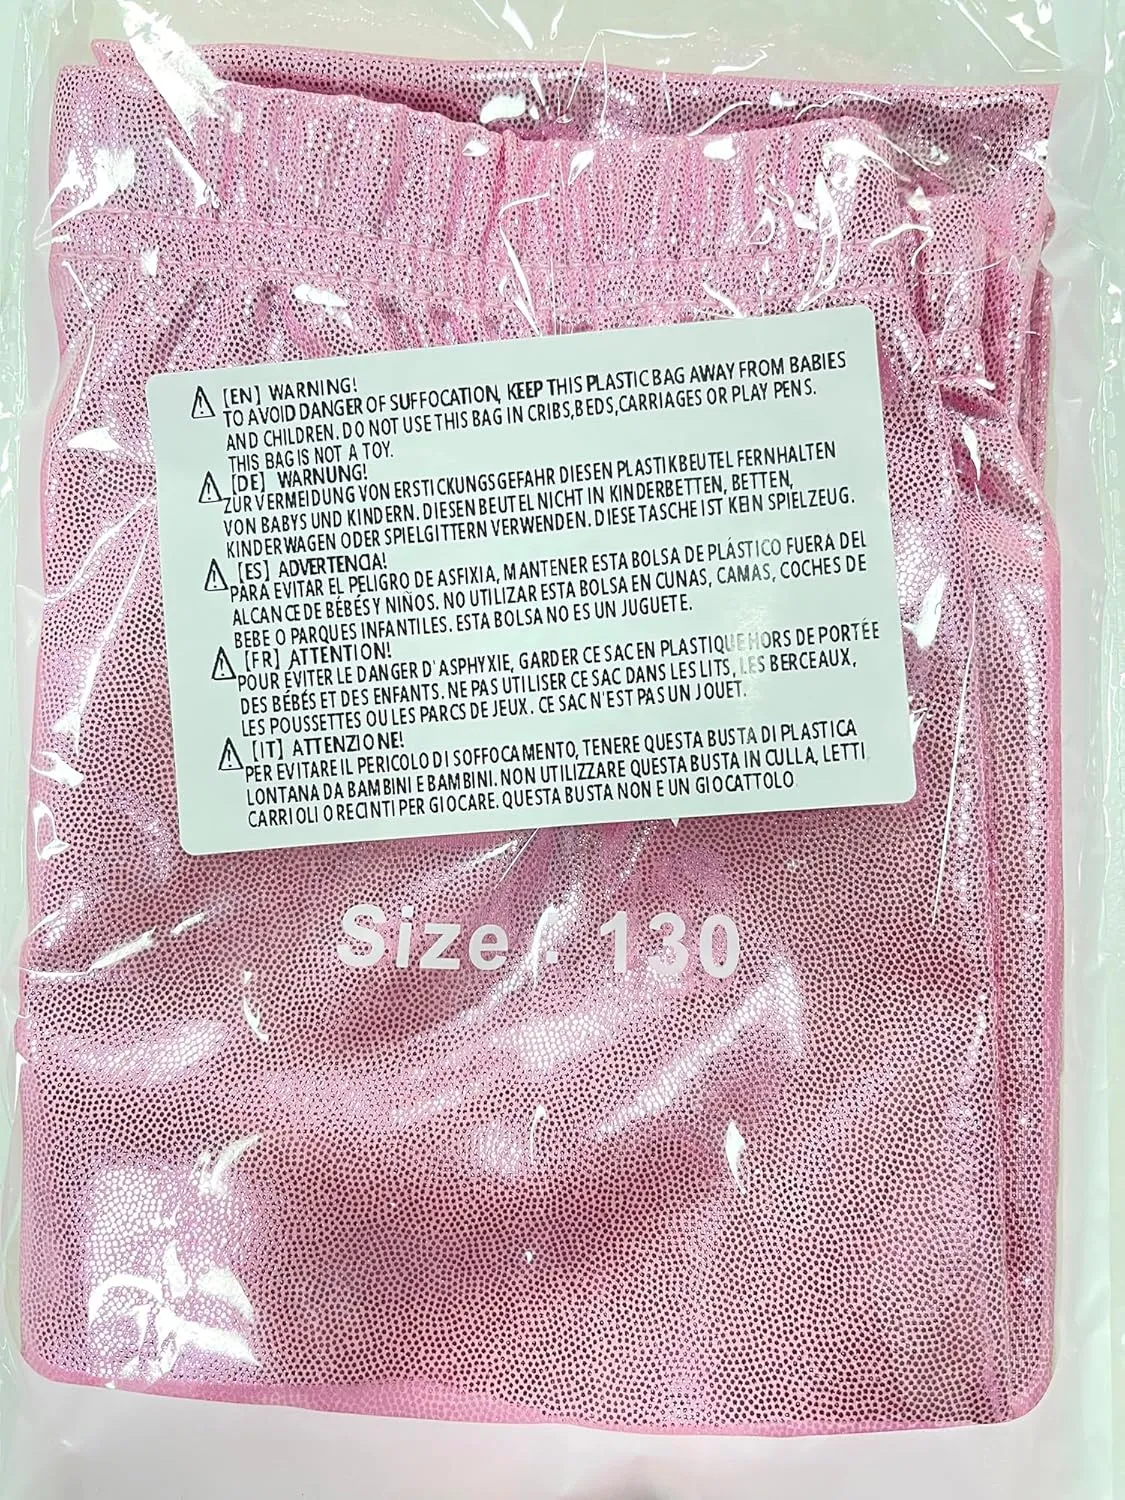 [EN] WARNING!
TO AVOID DANGER OF SUFFOCATION, KEEP THIS PLASTIC BAG AWAY FROM BABIES
AND CHILDREN. DO NOT USE THIS BAG IN CRIBS,BEDS,CARRIAGES OR PLAY PENS.
THIS BAG IS NOT A TOY.
[DE] WARNUNG!
ZUR VERMEIDUNG VON ERSTICKUNGSGEFAHR DIESEN PLASTIKBEUTEL FERNHALTEN
VON BABYS UND KINDERN. DIESEN BEUTEL NICHT IN KINDERBETTEN, BETTEN,
KINDERWAGEN ODER SPIELGITTERN VERWENDEN. DIESE TASCHE IST KEIN SPIELZEUG.
[ES] ADVERTENCIA!
PARA EVITAR EL PELIGRO DE ASFIXIA, MANTENER ESTA BOLSA DE PLÁSTICO FUERA DEL
ALCANCE DE BÉBÉS Y NIÑOS. NO UTILIZAR ESTA BOLSA EN CUNAS, CAMAS, COCHES DE
BEBE O PARQUES INFANTILES. ESTA BOLSA NO ES UN JUGUETE.
[FR] ATTENTION!
POUR ÉVITER LE DANGER D'ASPHYXIE, GARDER CE SAC EN PLASTIQUE HORS DE PORTÉE
DES BÉBÉS ET DES ENFANTS. NE PAS UTILISER CE SAC DANS LES LITS, LES BERCEAUX,
LES POUSSETTES OU LES PARCS DE JEUX. CE SAC N'EST PAS UN JOUET.
[IT] ATTENZIONE!
PER EVITARE IL PERICOLO DI SOFFOCAMENTO, TENERE QUESTA BUSTA DI PLASTICA
LONTANA DA BAMBINI E BAMBINI. NON UTILIZZARE QUESTA BUSTA IN CULLA, LETTI,
CARRIOLI O RECINTI PER GIOCARE. QUESTA BUSTA NON E UN GIOCATTOLO
Size : 130